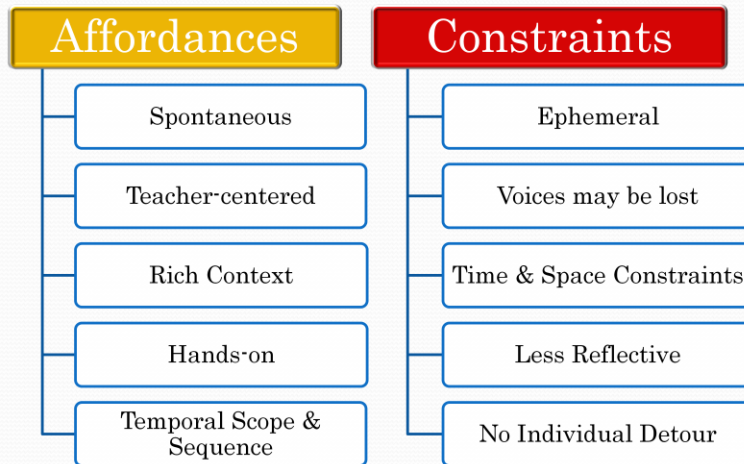 Affordances
Spontaneous
Teacher-centered
Rich Context
Hands-on
Temporal Scope &
Sequence
Constraints
Ephemeral
Voices may be lost
Time & Space Constraints
Less Reflective
No Individual Detour